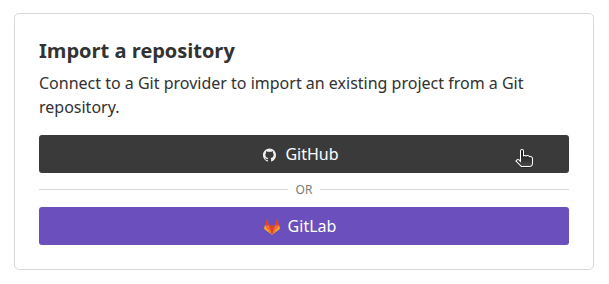 Import a repository
Connect to a Git provider to import an existing project from a Git
repository.
GitHub
OR
GitLab